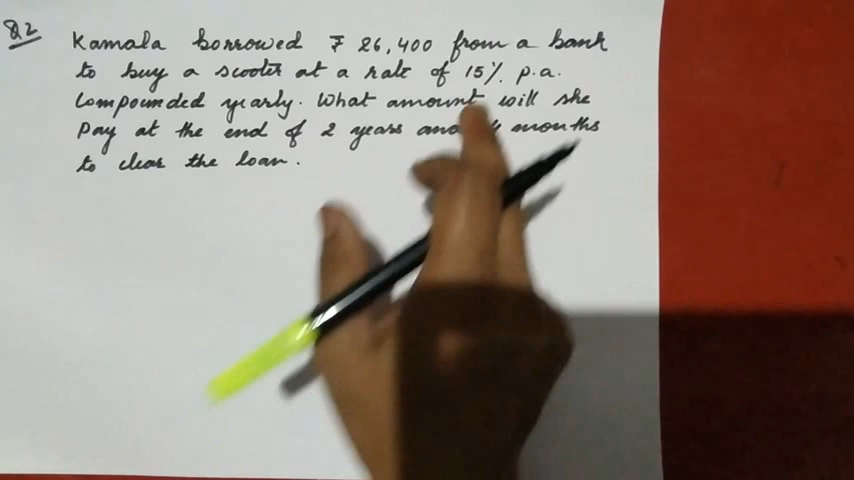 Q2
Kamala borrowed ₹ 26,400 from a bank
to buy a scooter at a rate of 15% p.a.
Compounded yearly. What amount will she
Pay at the end of 2 years and months
to clear the loan.